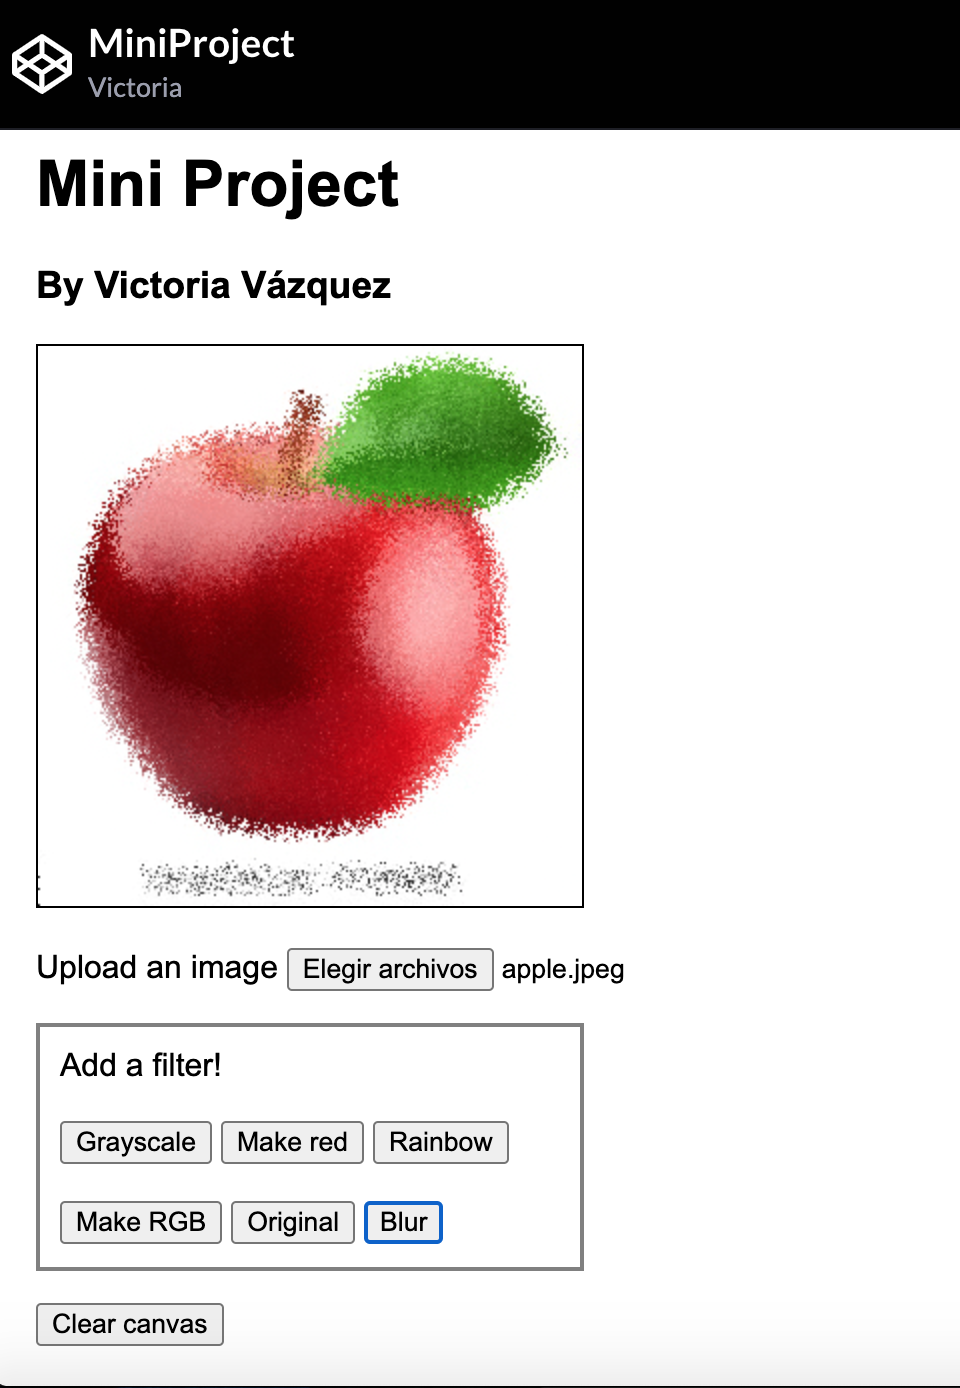 MiniProject
Victoria
Mini Project
By Victoria Vázquez
Upload an image Elegir archivos apple.jpeg
Add a filter!
Grayscale Make red Rainbow
Make RGB Original Blur
Clear canvas